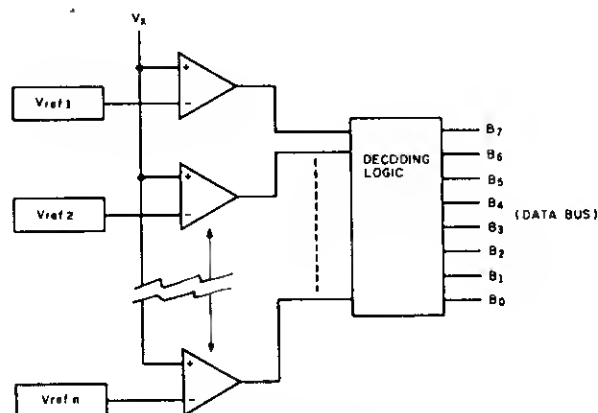 Vx
+
-
Vref 1
+
-
Vref 2
+
-
Vref n
DECODING
LOGIC
B7
B6
B5
B4
B3
B2
B1
B0
(DATA BUS)